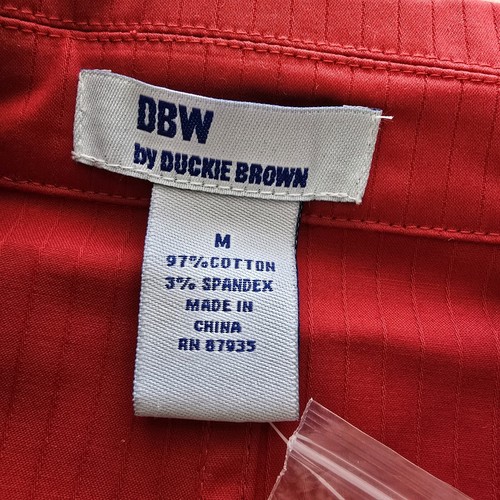 DBW
by DUCKIE BROWN
M
97% COTTON
3% SPANDEX
MADE IN
CHINA
RN 87935